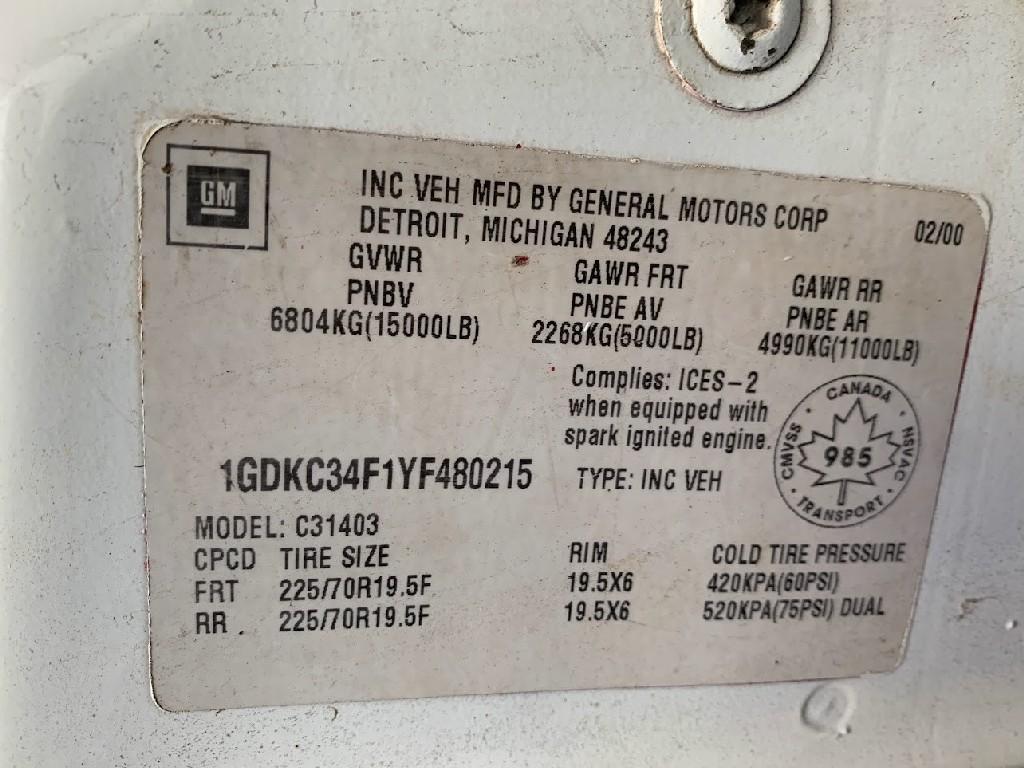 GM
INC VEH MFD BY GENERAL MOTORS CORP 02/00
DETROIT, MICHIGAN 48243
GVWR GAWR FRT GAWR RR
PNBV PNBE AV PNBE AR
6804KG(15000LB) 2268KG(5000LB) 4990KG(11000LB)
Complies: ICES-2
when equipped with
spark ignited engine.
CANADA
CMVSS 985 NSVAC
TRANSPORT
1GDKC34F1YF480215 TYPE: INC VEH
MODEL: C31403
CPCD TIRE SIZE RIM COLD TIRE PRESSURE
FRT 225/70R19.5F 19.5X6 420KPA(60PSI)
RR . 225/70R19.5F 19.5X6 520KPA(75PSI) DUAL